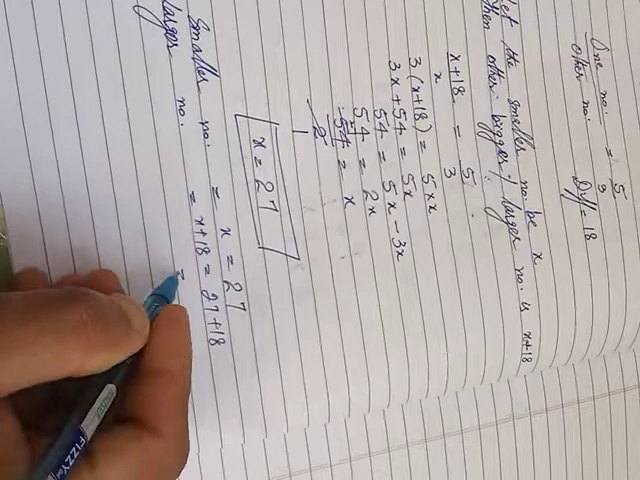 One no. = 5
other no. 3 Diff = 18
Let the smaller no. be x
then other bigger / larger no. is x+18
x+18 = 5
x 3
3(x+18) = 5×x
3x+54 = 5x
54 = 5x - 3x
54 = 2x
54 = x
2
x = 27
Smaller no. = x = 27
larger no. = x+18 = 27+18
=
FIZZY